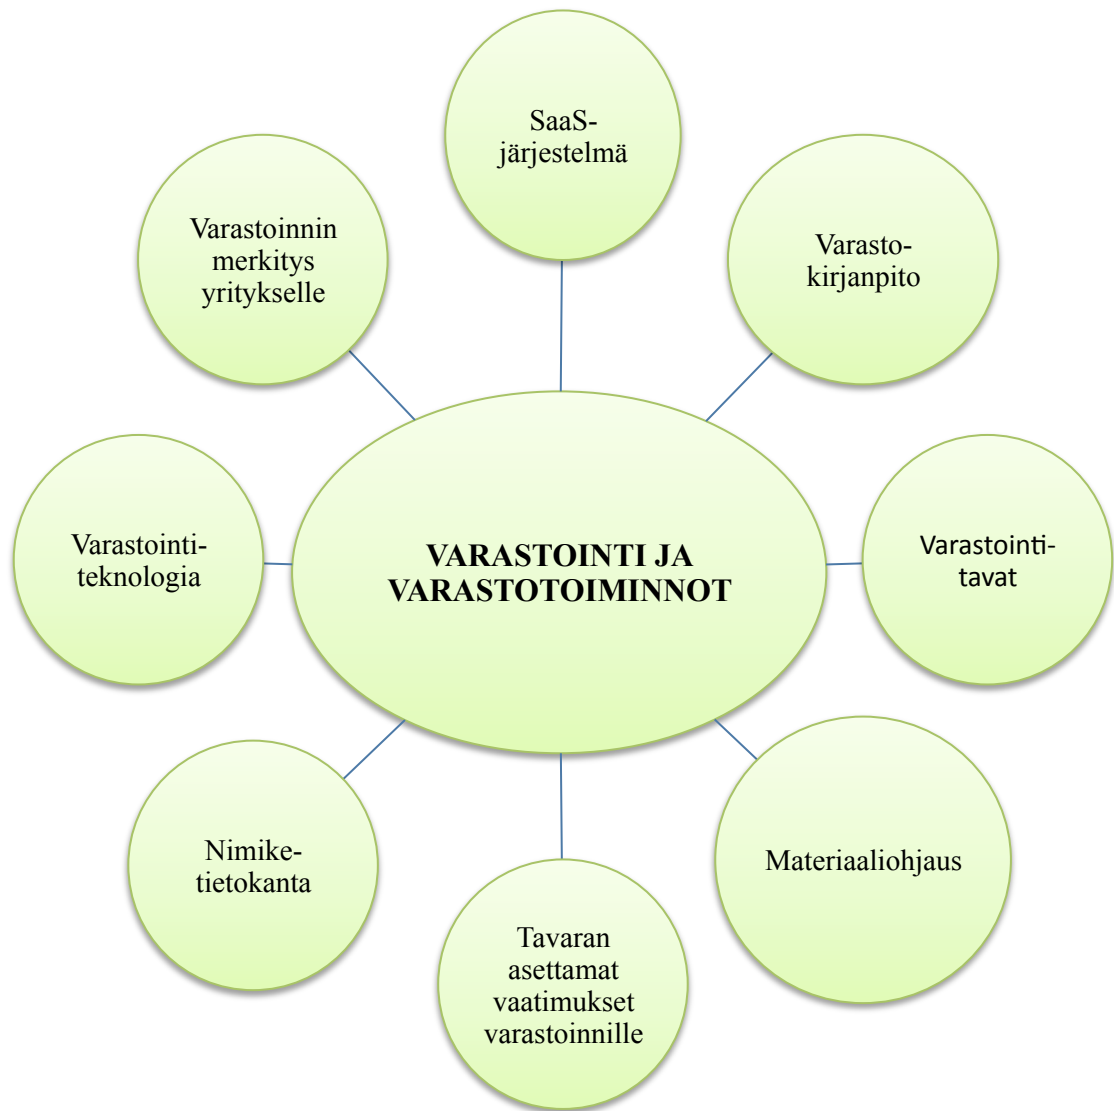 SaaS-
järjestelmä
Varasto-
kirjanpito
Varastointi-
tavat
Materiaaliohjaus
Tavaran
asettamat
vaatimukset
varastoinnille
Nimike-
tietokanta
Varastointi-
teknologia
Varastoinnin
merkitys
yritykselle
VARASTOINTI JA
VARASTOTOIMINNOT